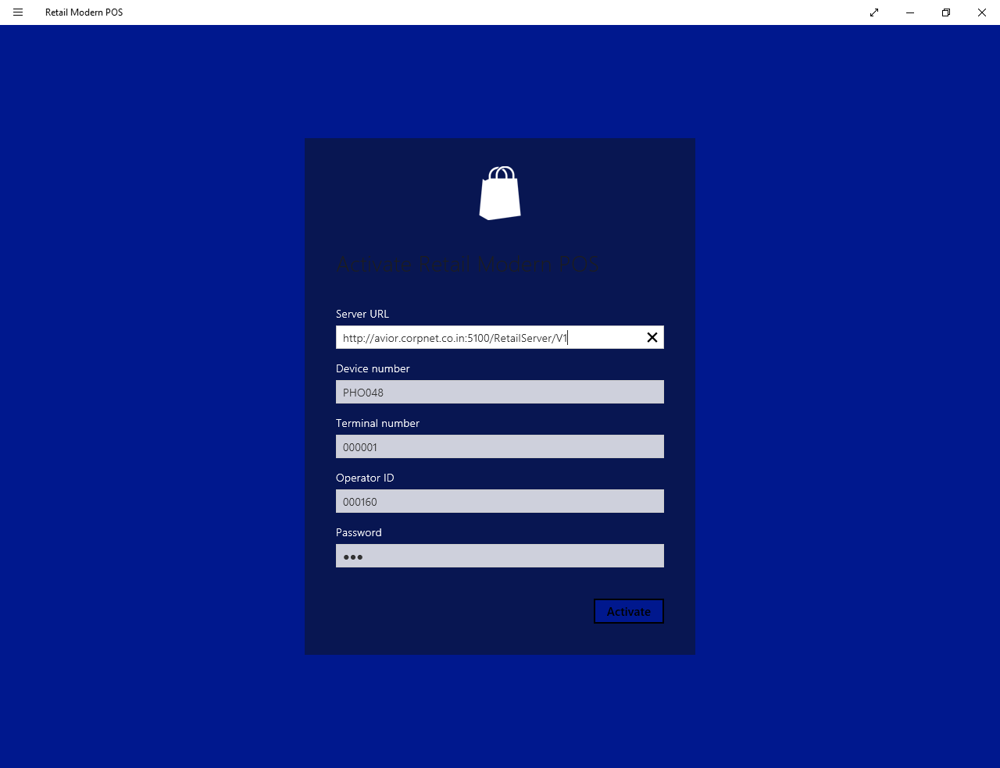 Retail Modern POS
Activate Retail Modern POS
Server URL
http://avior.corpnet.co.in:5100/RetailServer/V1
Device number
PHO048
Terminal number
000001
Operator ID
000160
Password
●●●
Activate